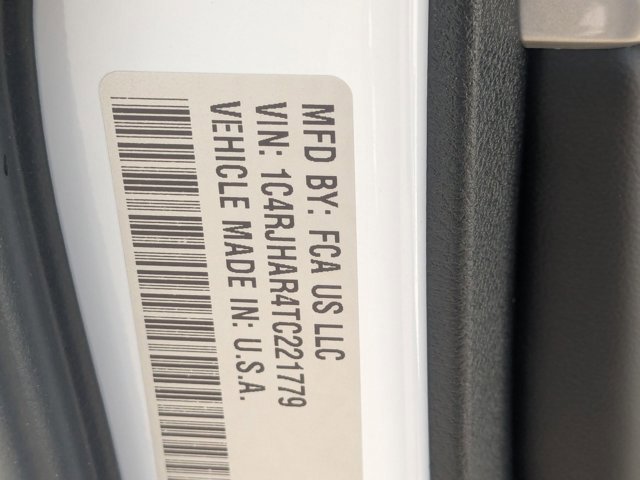 MFD BY: FCA US LLC
VIN: 1C4RJHAR4TC221779
VEHICLE MADE IN: U.S.A.